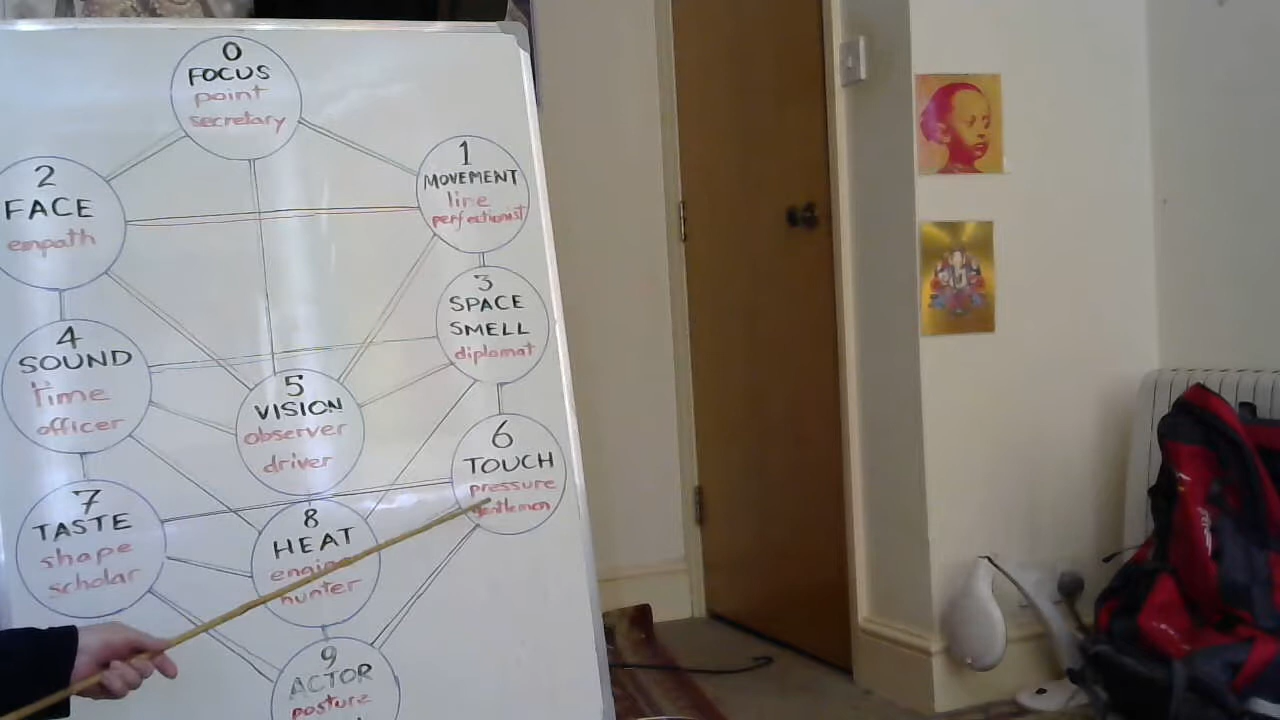 0
FOCUS
point
secretary
1
MOVEMENT
line
perfectionist
2
FACE
empath
3
SPACE
SMELL
diplomat
4
SOUND
time
officer
5
VISION
observer
driver
6
TOUCH
pressure
gentleman
7
TASTE
shape
scholar
8
HEAT
hunter
9
ACTOR
posture